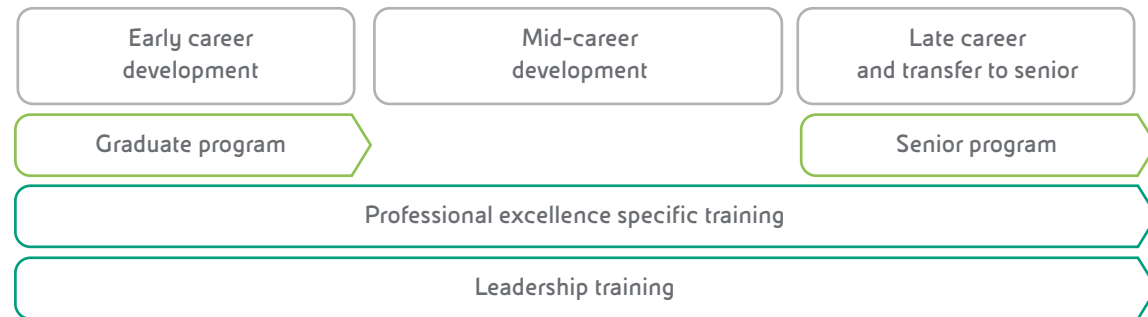 Early career
development
Mid-career
development
Late career
and transfer to senior
Graduate program
Senior program
Professional excellence specific training
Leadership training